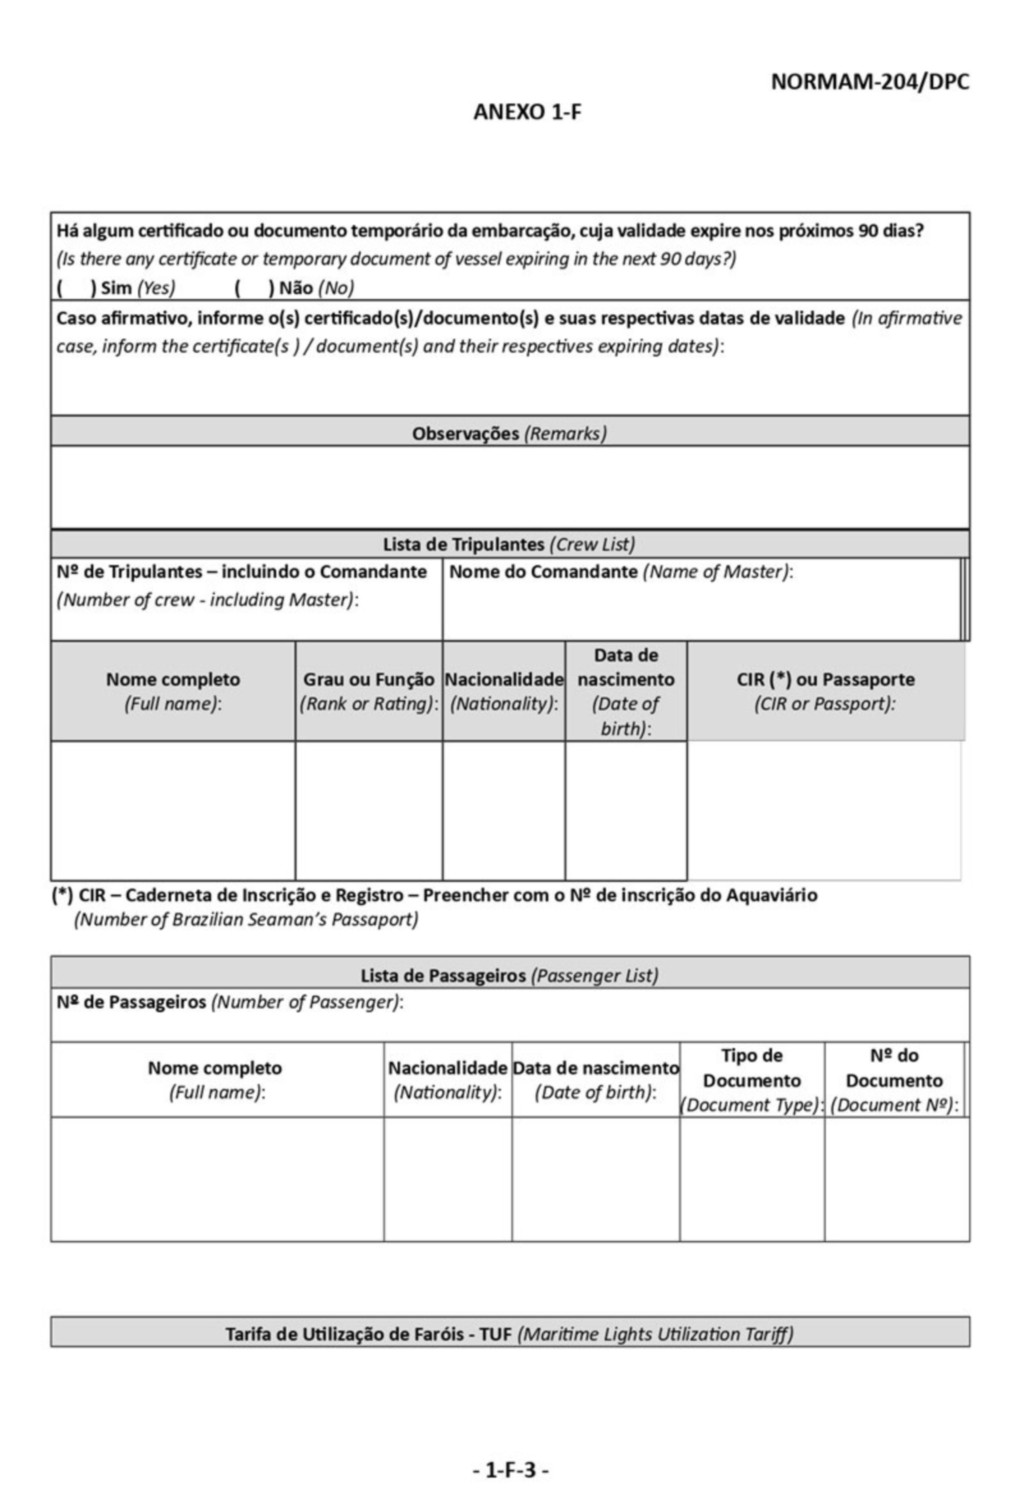 NORMAM-204/DPC
ANEXO 1-F
Há algum certificado ou documento temporário da embarcação, cuja validade expire nos próximos 90 dias?
(Is there any certificate or temporary document of vessel expiring in the next 90 days?)
( ) Sim (Yes) ( ) Não (No)
Caso afirmativo, informe o(s) certificado(s)/documento(s) e suas respectivas datas de validade (In afirmative
case, inform the certificate(s ) / document(s) and their respectives expiring dates):
Observações (Remarks)
Lista de Tripulantes (Crew List)
Nº de Tripulantes – incluindo o Comandante
(Number of crew - including Master):
Nome do Comandante (Name of Master):
Nome completo
(Full name):
Grau ou Função
(Rank or Rating):
Nacionalidade
(Nationality):
Data de
nascimento
(Date of
birth):
CIR (*) ou Passaporte
(CIR or Passport):
(*) CIR – Caderneta de Inscrição e Registro – Preencher com o Nº de inscrição do Aquaviário
(Number of Brazilian Seaman’s Passaport)
Lista de Passageiros (Passenger List)
Nº de Passageiros (Number of Passenger):
Nome completo
(Full name):
Nacionalidade
(Nationality):
Data de nascimento
(Date of birth):
Tipo de
Documento
(Document Type):
Nº do
Documento
(Document Nº):
Tarifa de Utilização de Faróis - TUF (Maritime Lights Utilization Tariff)
- 1-F-3 -